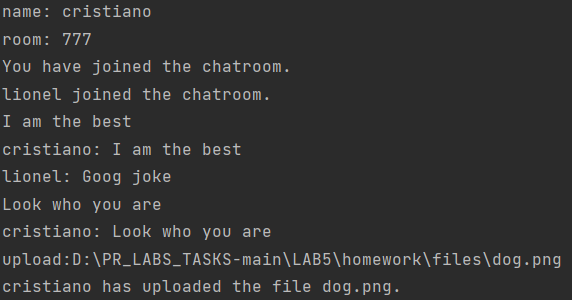 name: cristiano
room: 777
You have joined the chatroom.
lionel joined the chatroom.
I am the best
cristiano: I am the best
lionel: Goog joke
Look who you are
cristiano: Look who you are
upload:D:\PR_LABS_TASKS-main\LAB5\homework\files\dog.png
cristiano has uploaded the file dog.png.